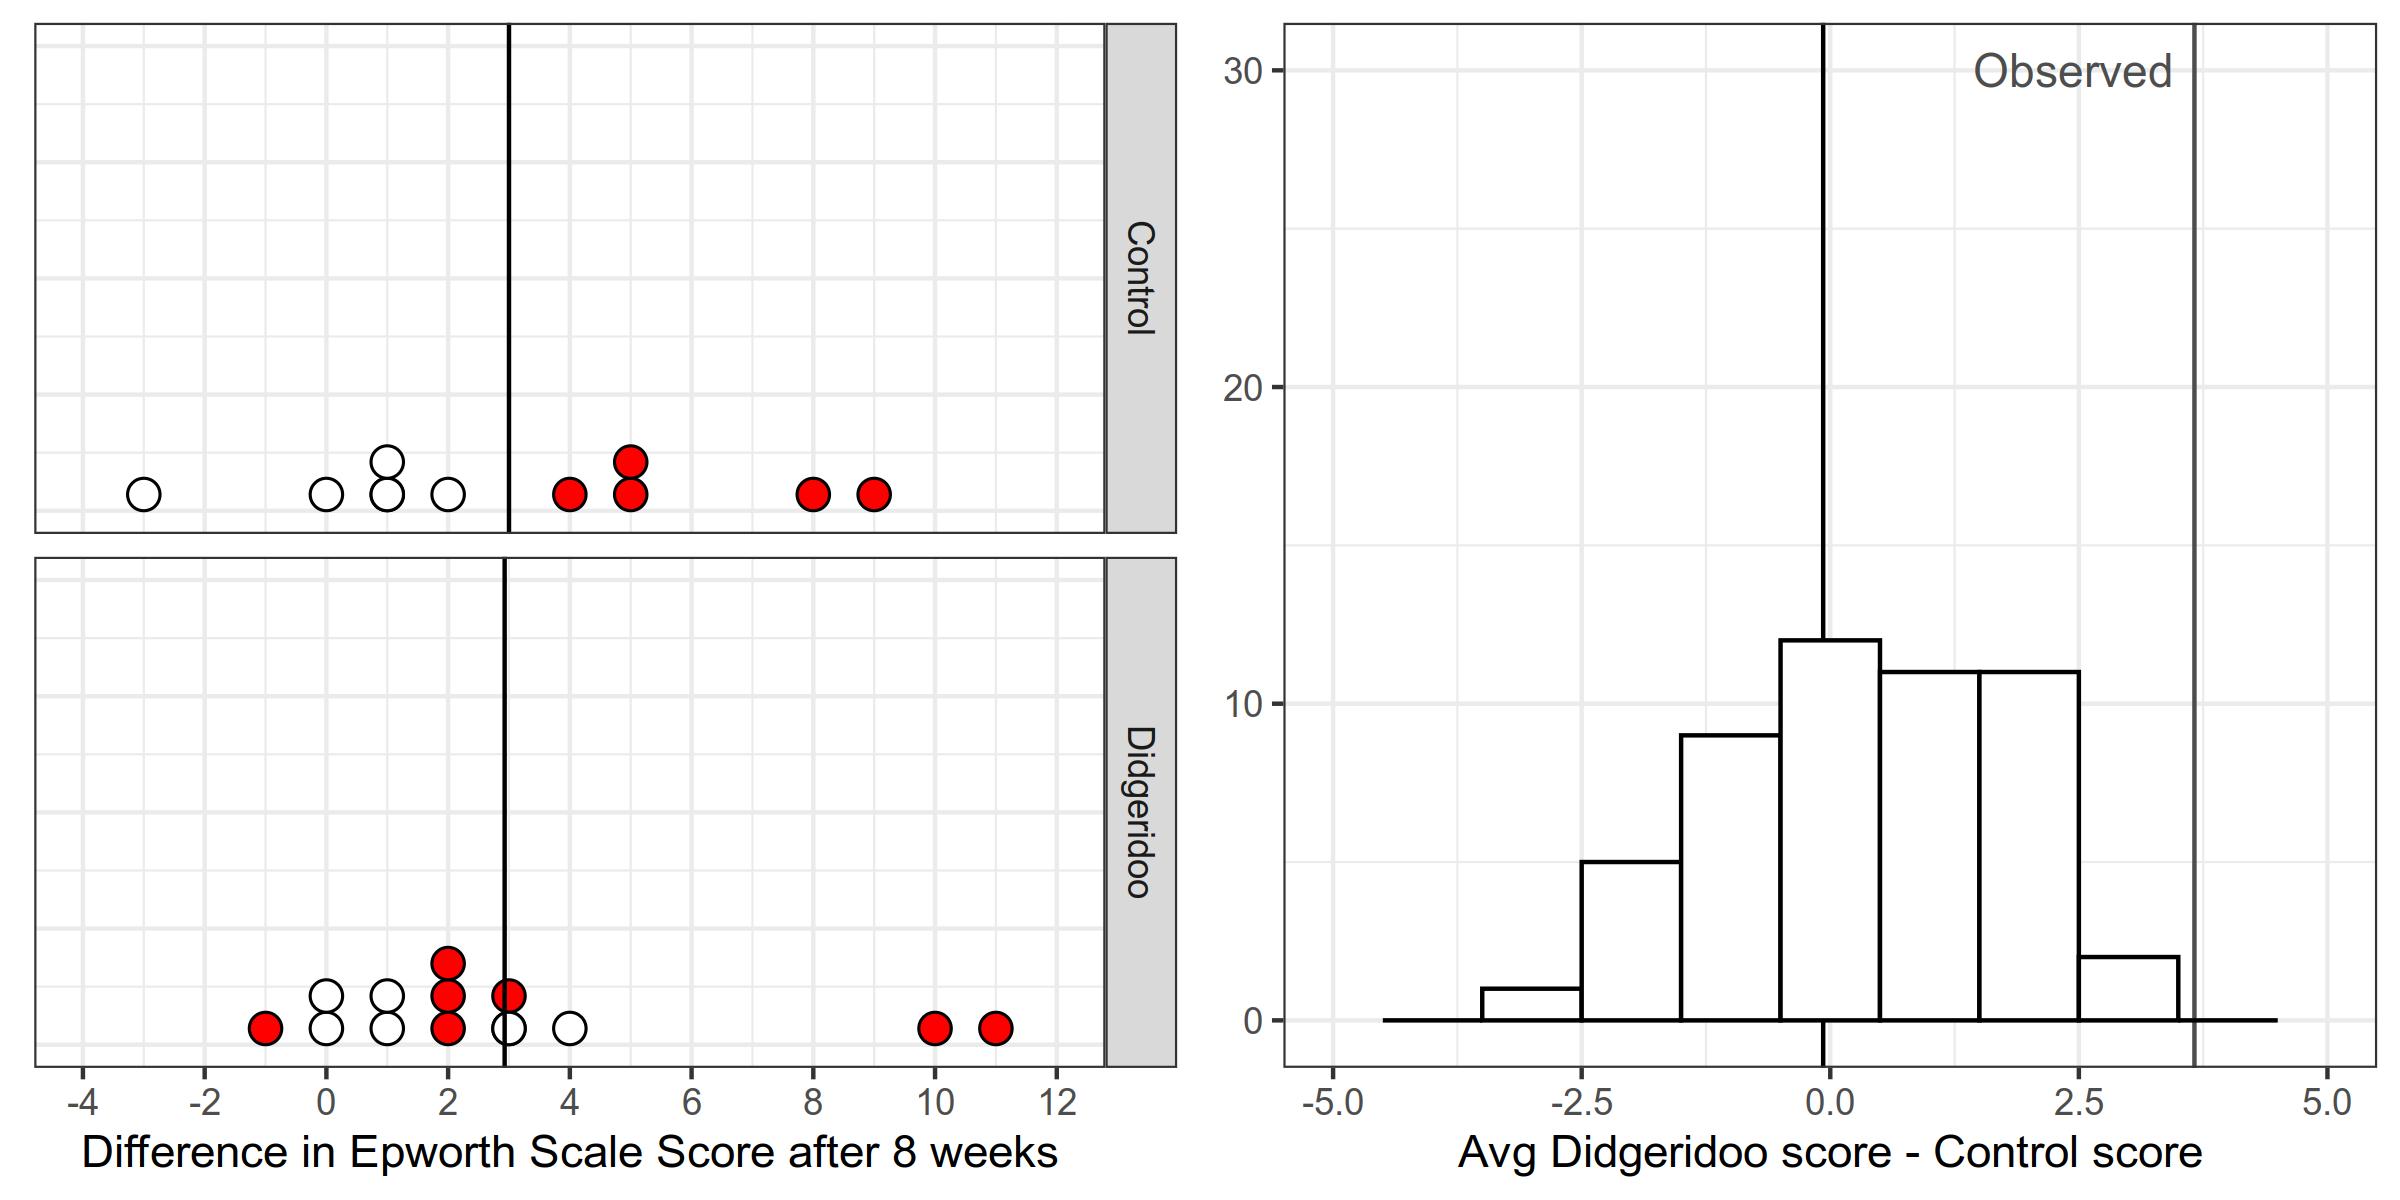 Control
Didgeridoo
-4 -2 0 2 4 6 8 10 12
Difference in Epworth Scale Score after 8 weeks
Observed
30
20
10
0
-5.0 -2.5 0.0 2.5 5.0
Avg Didgeridoo score - Control score